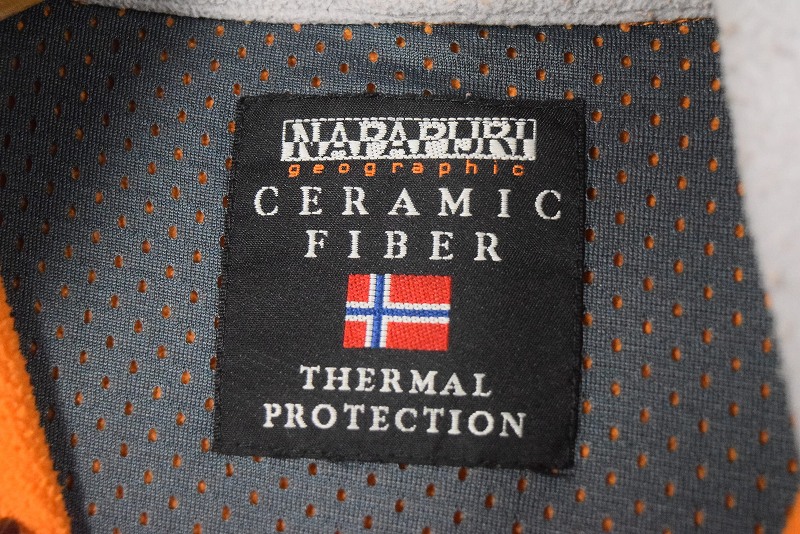 NAPAPIJRI
geographic
CERAMIC
FIBER
THERMAL
PROTECTION